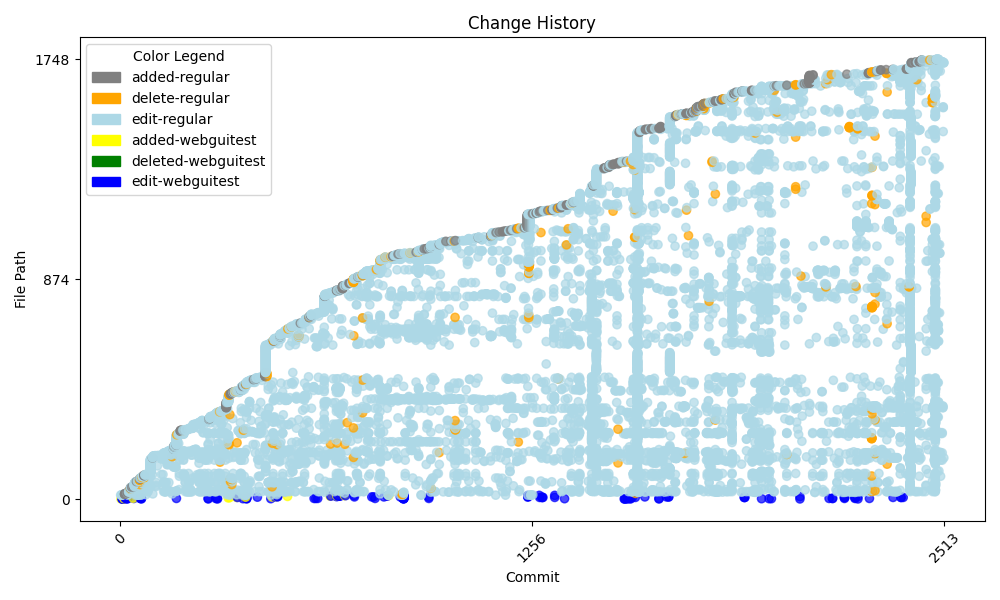 Change History
Color Legend
added-regular
delete-regular
edit-regular
added-webguitest
deleted-webguitest
edit-webguitest
File Path
1748
874
0
0
1256
2513
Commit